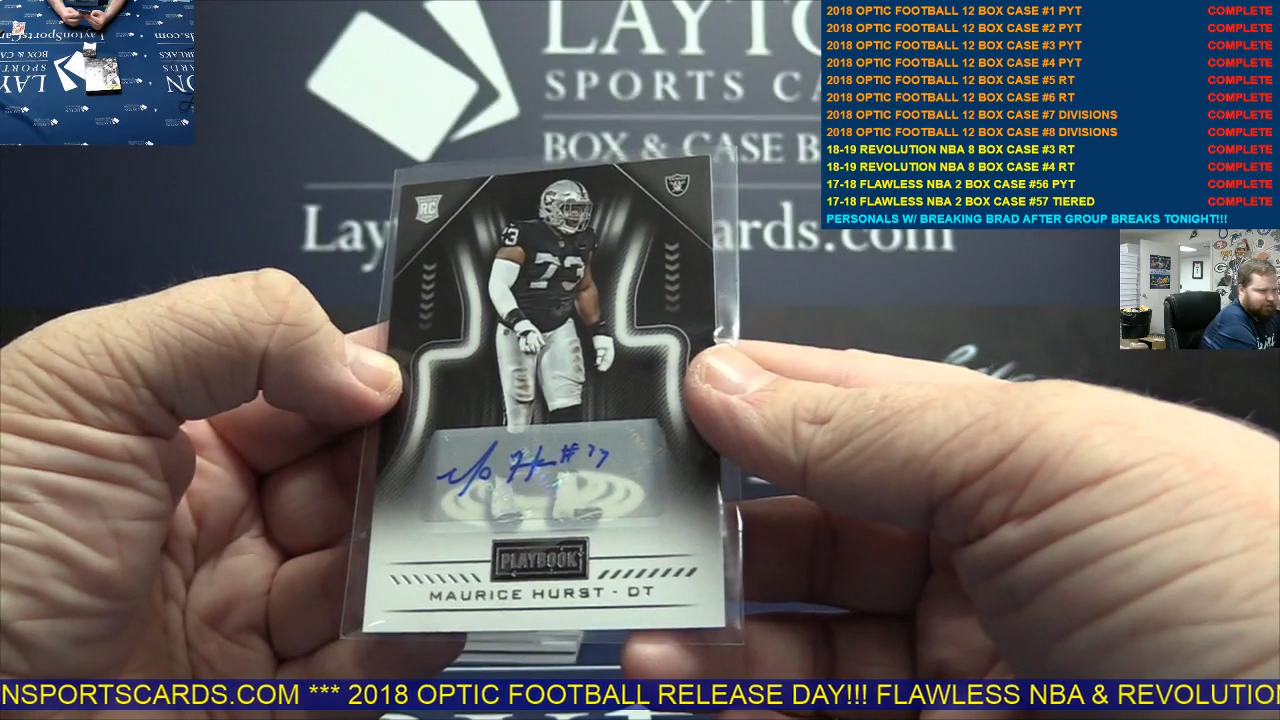 2018 OPTIC FOOTBALL 12 BOX CASE #1 PYT COMPLETE
2018 OPTIC FOOTBALL 12 BOX CASE #2 PYT COMPLETE
2018 OPTIC FOOTBALL 12 BOX CASE #3 PYT COMPLETE
2018 OPTIC FOOTBALL 12 BOX CASE #4 PYT COMPLETE
2018 OPTIC FOOTBALL 12 BOX CASE #5 RT COMPLETE
2018 OPTIC FOOTBALL 12 BOX CASE #6 RT COMPLETE
2018 OPTIC FOOTBALL 12 BOX CASE #7 DIVISIONS COMPLETE
2018 OPTIC FOOTBALL 12 BOX CASE #8 DIVISIONS COMPLETE
18-19 REVOLUTION NBA 8 BOX CASE #3 RT COMPLETE
18-19 REVOLUTION NBA 8 BOX CASE #4 RT COMPLETE
17-18 FLAWLESS NBA 2 BOX CASE #56 PYT COMPLETE
17-18 FLAWLESS NBA 2 BOX CASE #57 TIERED COMPLETE
PERSONALS W/ BREAKING BRAD AFTER GROUP BREAKS TONIGHT!!!
LAYTO
SPORTS CA
BOX & CASE B
Lay ards.com
RC
73
73
PLAYBOOK
MAURICE HURST - DT
NSPORTSCARDS.COM *** 2018 OPTIC FOOTBALL RELEASE DAY!!! FLAWLESS NBA & REVOLUTIO